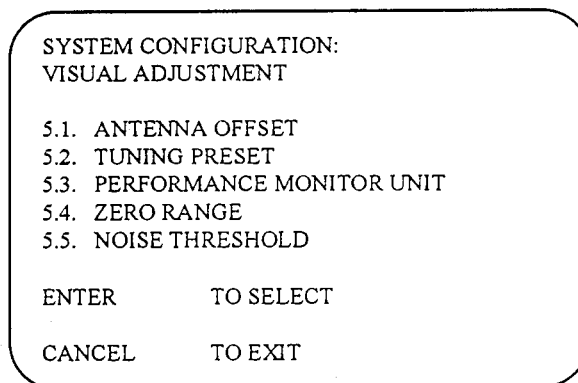 SYSTEM CONFIGURATION:
VISUAL ADJUSTMENT
5.1. ANTENNA OFFSET
5.2. TUNING PRESET
5.3. PERFORMANCE MONITOR UNIT
5.4. ZERO RANGE
5.5. NOISE THRESHOLD
ENTER TO SELECT
CANCEL TO EXIT